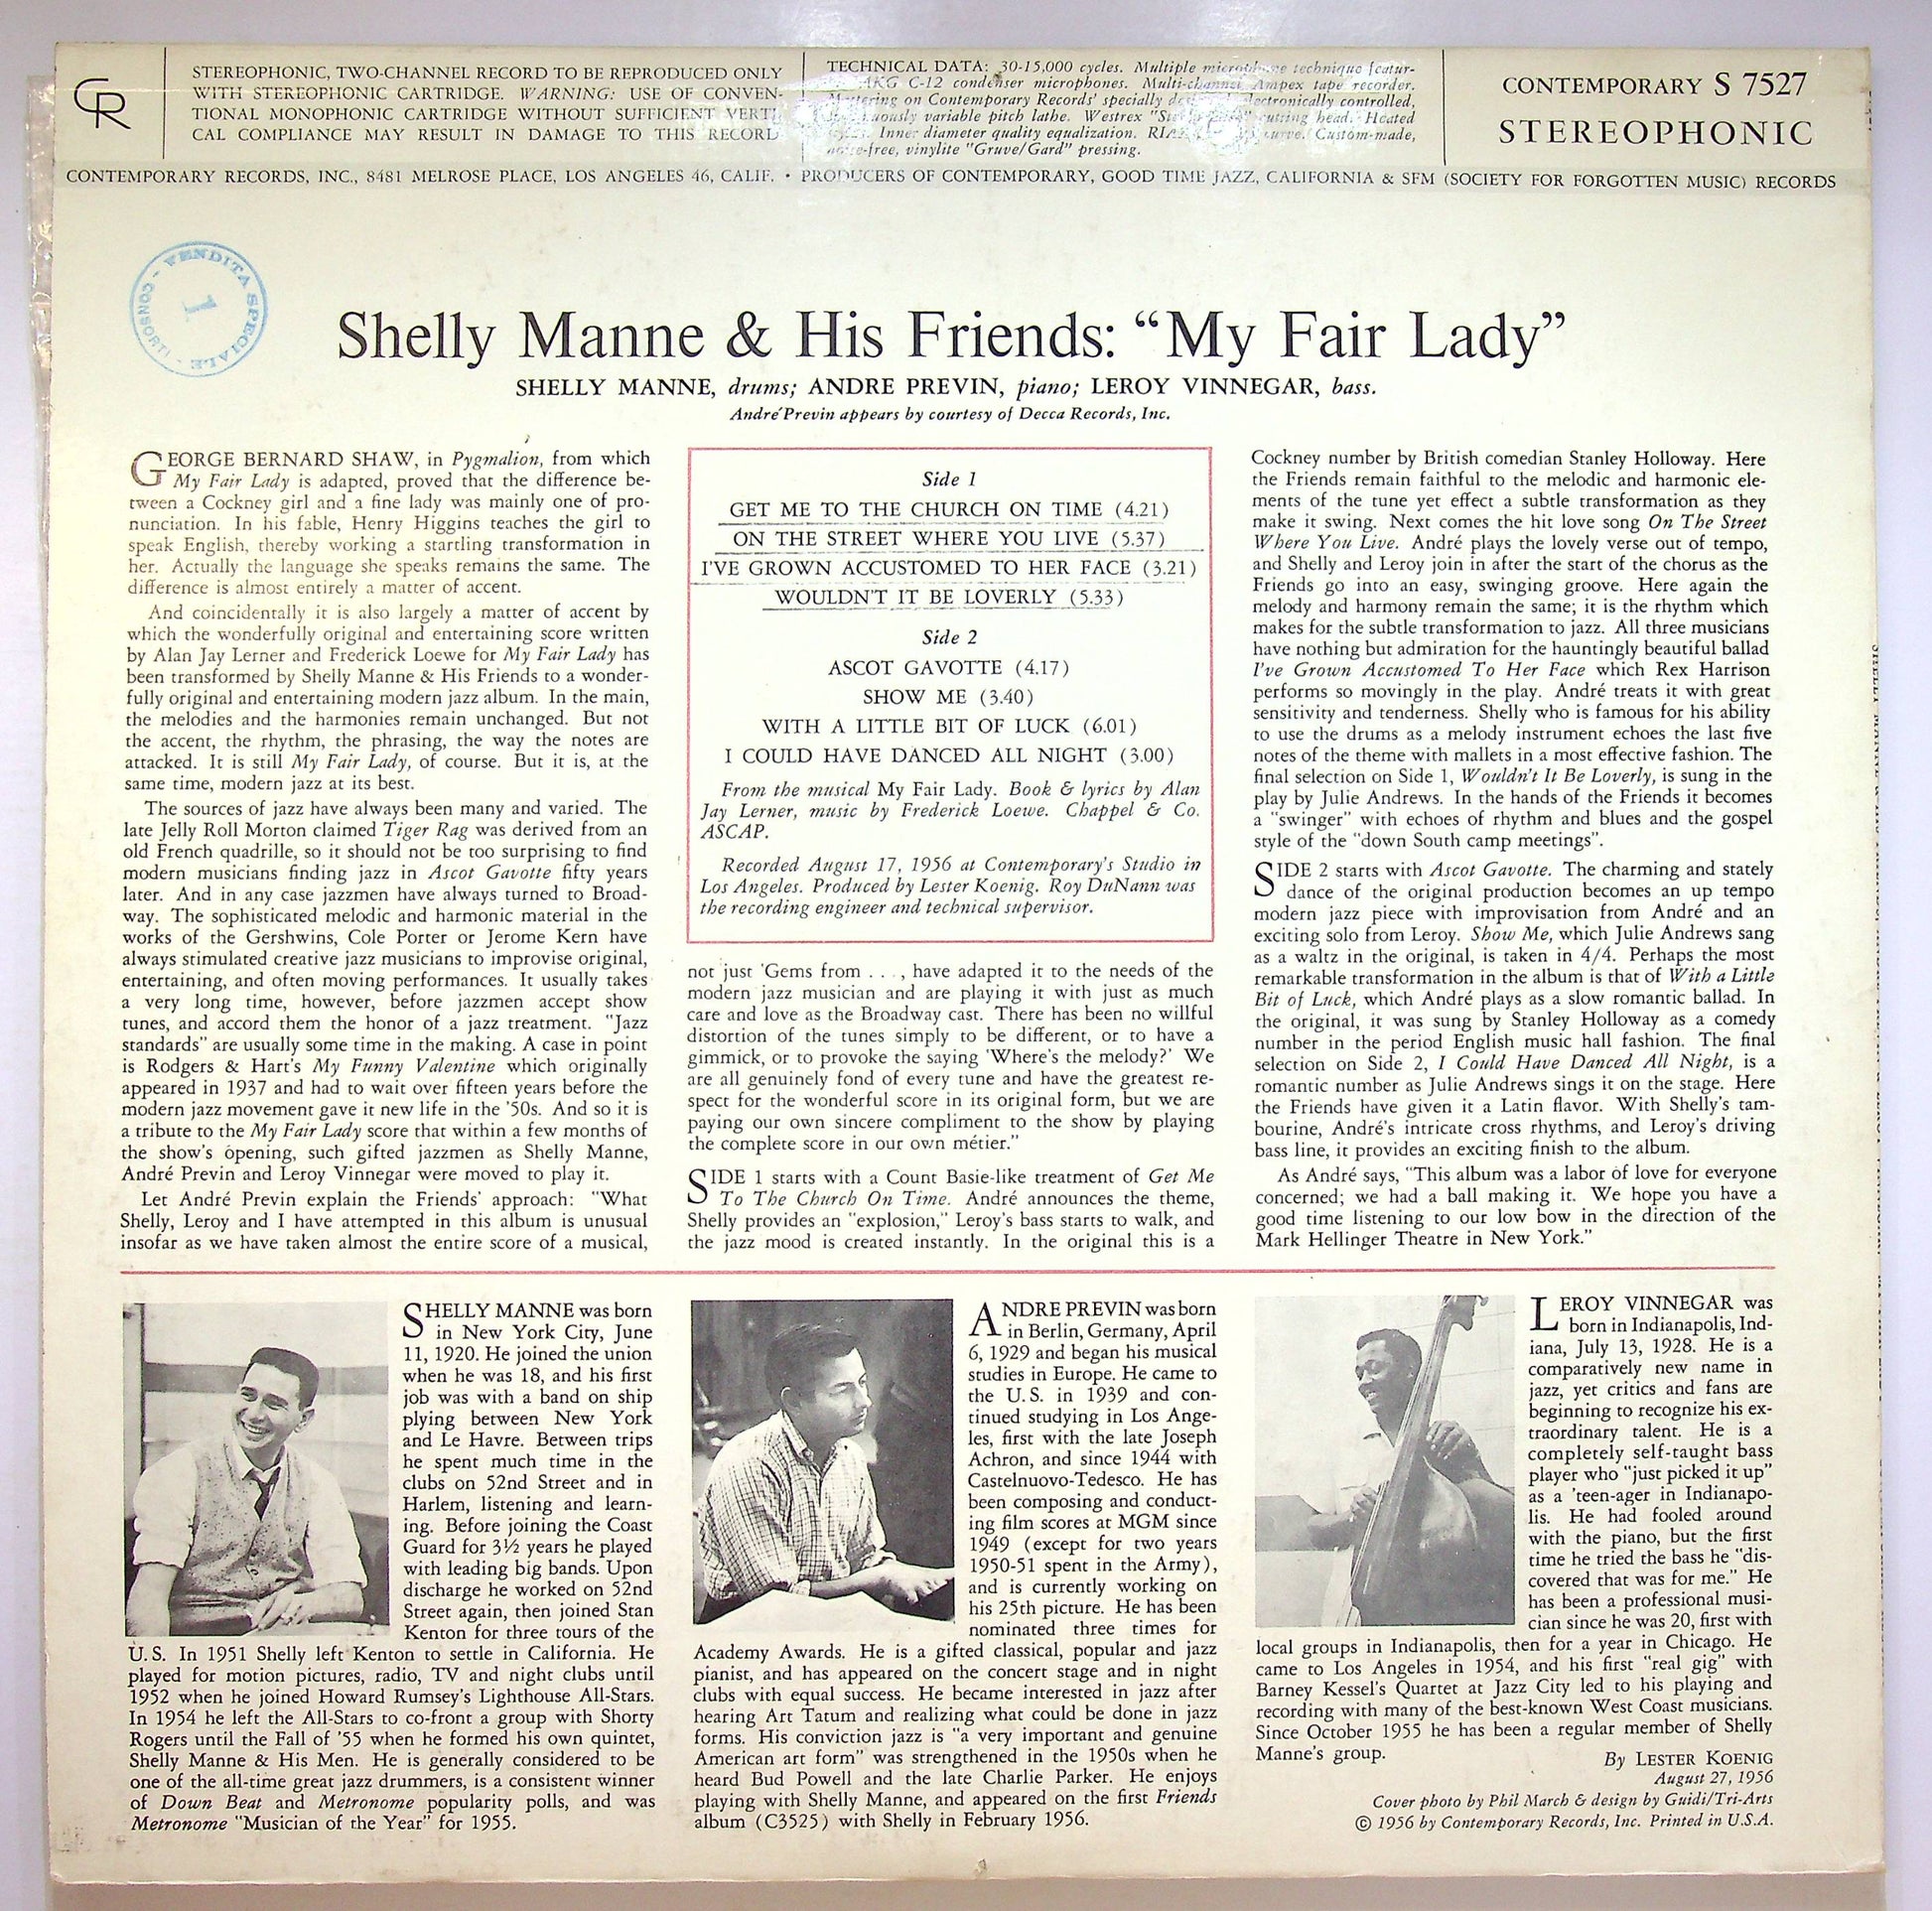 CR
STEREOPHONIC, TWO-CHANNEL RECORD TO BE REPRODUCED ONLY
WITH STEREOPHONIC CARTRIDGE. WARNING: USE OF CONVEN-
TIONAL MONOPHONIC CARTRIDGE WITHOUT SUFFICIENT VERTI-
CAL COMPLIANCE MAY RESULT IN DAMAGE TO THIS RECORD
TECHNICAL DATA: 30-15,000 cycles. Multiple microphone technique featur-
AKG C-12 condenser microphones. Multi-channel Ampex tape recorder.
Mastering on Contemporary Records' specially electronically controlled,
variable pitch lathe. Westrex cutting head. Heated
Inner diameter quality equalization. curve. Custom-made,
noise-free, vinylite "Gruve/Gard" pressing.
CONTEMPORARY S 7527
STEREOPHONIC
CONTEMPORARY RECORDS, INC., 8481 MELROSE PLACE, LOS ANGELES 46, CALIF. • PRODUCERS OF CONTEMPORARY, GOOD TIME JAZZ, CALIFORNIA & SFM (SOCIETY FOR FORGOTTEN MUSIC) RECORDS
VENDITA SPECIALE - CONSORTI -
1
Shelly Manne & His Friends: “My Fair Lady”
SHELLY MANNE, drums; ANDRE PREVIN, piano; LEROY VINNEGAR, bass.
André Previn appears by courtesy of Decca Records, Inc.
GEORGE BERNARD SHAW, in Pygmalion, from which
My Fair Lady is adapted, proved that the difference be-
tween a Cockney girl and a fine lady was mainly one of pro-
nunciation. In his fable, Henry Higgins teaches the girl to
speak English, thereby working a startling transformation in
her. Actually the language she speaks remains the same. The
difference is almost entirely a matter of accent.
And coincidentally it is also largely a matter of accent by
which the wonderfully original and entertaining score written
by Alan Jay Lerner and Frederick Loewe for My Fair Lady has
been transformed by Shelly Manne & His Friends to a wonder-
fully original and entertaining modern jazz album. In the main,
the melodies and the harmonies remain unchanged. But not
the accent, the rhythm, the phrasing, the way the notes are
attacked. It is still My Fair Lady, of course. But it is, at the
same time, modern jazz at its best.
The sources of jazz have always been many and varied. The
late Jelly Roll Morton claimed Tiger Rag was derived from an
old French quadrille, so it should not be too surprising to find
modern musicians finding jazz in Ascot Gavotte fifty years
later. And in any case jazzmen have always turned to Broad-
way. The sophisticated melodic and harmonic material in the
works of the Gershwins, Cole Porter or Jerome Kern have
always stimulated creative jazz musicians to improvise original,
entertaining, and often moving performances. It usually takes
a very long time, however, before jazzmen accept show
tunes, and accord them the honor of a jazz treatment. "Jazz
standards" are usually some time in the making. A case in point
is Rodgers & Hart's My Funny Valentine which originally
appeared in 1937 and had to wait over fifteen years before the
modern jazz movement gave it new life in the '50s. And so it is
a tribute to the My Fair Lady score that within a few months of
the show's opening, such gifted jazzmen as Shelly Manne,
André Previn and Leroy Vinnegar were moved to play it.
Let André Previn explain the Friends' approach: "What
Shelly, Leroy and I have attempted in this album is unusual
insofar as we have taken almost the entire score of a musical,
Side 1
GET ME TO THE CHURCH ON TIME (4.21)
ON THE STREET WHERE YOU LIVE (5.37)
I'VE GROWN ACCUSTOMED TO HER FACE (3.21)
WOULDN'T IT BE LOVERLY (5.33)
Side 2
ASCOT GAVOTTE (4.17)
SHOW ME (3.40)
WITH A LITTLE BIT OF LUCK (6.01)
I COULD HAVE DANCED ALL NIGHT (3.00)
From the musical My Fair Lady. Book & lyrics by Alan
Jay Lerner, music by Frederick Loewe. Chappel & Co.
ASCAP.
Recorded August 17, 1956 at Contemporary's Studio in
Los Angeles. Produced by Lester Koenig. Roy DuNann was
the recording engineer and technical supervisor.
not just 'Gems from . . . , have adapted it to the needs of the
modern jazz musician and are playing it with just as much
care and love as the Broadway cast. There has been no willful
distortion of the tunes simply to be different, or to have a
gimmick, or to provoke the saying 'Where's the melody?' We
are all genuinely fond of every tune and have the greatest re-
spect for the wonderful score in its original form, but we are
paying our own sincere compliment to the show by playing
the complete score in our own métier."
SIDE 1 starts with a Count Basie-like treatment of Get Me
To The Church On Time. André announces the theme,
Shelly provides an "explosion," Leroy's bass starts to walk, and
the jazz mood is created instantly. In the original this is a
Cockney number by British comedian Stanley Holloway. Here
the Friends remain faithful to the melodic and harmonic ele-
ments of the tune yet effect a subtle transformation as they
make it swing. Next comes the hit love song On The Street
Where You Live. André plays the lovely verse out of tempo,
and Shelly and Leroy join in after the start of the chorus as the
Friends go into an easy, swinging groove. Here again the
melody and harmony remain the same; it is the rhythm which
makes for the subtle transformation to jazz. All three musicians
have nothing but admiration for the hauntingly beautiful ballad
I've Grown Accustomed To Her Face which Rex Harrison
performs so movingly in the play. André treats it with great
sensitivity and tenderness. Shelly who is famous for his ability
to use the drums as a melody instrument echoes the last five
notes of the theme with mallets in a most effective fashion. The
final selection on Side 1, Wouldn't It Be Loverly, is sung in the
play by Julie Andrews. In the hands of the Friends it becomes
a "swinger" with echoes of rhythm and blues and the gospel
style of the "down South camp meetings".
SIDE 2 starts with Ascot Gavotte. The charming and stately
dance of the original production becomes an up tempo
modern jazz piece with improvisation from André and an
exciting solo from Leroy. Show Me, which Julie Andrews sang
as a waltz in the original, is taken in 4/4. Perhaps the most
remarkable transformation in the album is that of With a Little
Bit of Luck, which André plays as a slow romantic ballad. In
the original, it was sung by Stanley Holloway as a comedy
number in the period English music hall fashion. The final
selection on Side 2, I Could Have Danced All Night, is a
romantic number as Julie Andrews sings it on the stage. Here
the Friends have given it a Latin flavor. With Shelly's tam-
bourine, André's intricate cross rhythms, and Leroy's driving
bass line, it provides an exciting finish to the album.
As André says, "This album was a labor of love for everyone
concerned; we had a ball making it. We hope you have a
good time listening to our low bow in the direction of the
Mark Hellinger Theatre in New York."
SHELLY MANNE was born
in New York City, June
11, 1920. He joined the union
when he was 18, and his first
job was with a band on ship
plying between New York
and Le Havre. Between trips
he spent much time in the
clubs on 52nd Street and in
Harlem, listening and learn-
ing. Before joining the Coast
Guard for 3½ years he played
with leading big bands. Upon
discharge he worked on 52nd
Street again, then joined Stan
Kenton for three tours of the
U.S. In 1951 Shelly left Kenton to settle in California. He
played for motion pictures, radio, TV and night clubs until
1952 when he joined Howard Rumsey's Lighthouse All-Stars.
In 1954 he left the All-Stars to co-front a group with Shorty
Rogers until the Fall of '55 when he formed his own quintet,
Shelly Manne & His Men. He is generally considered to be
one of the all-time great jazz drummers, is a consistent winner
of Down Beat and Metronome popularity polls, and was
Metronome "Musician of the Year" for 1955.
ANDRE PREVIN was born
in Berlin, Germany, April
6, 1929 and began his musical
studies in Europe. He came to
the U.S. in 1939 and con-
tinued studying in Los Ange-
les, first with the late Joseph
Achron, and since 1944 with
Castelnuovo-Tedesco. He has
been composing and conduct-
ing film scores at MGM since
1949 (except for two years
1950-51 spent in the Army),
and is currently working on
his 25th picture. He has been
nominated three times for
Academy Awards. He is a gifted classical, popular and jazz
pianist, and has appeared on the concert stage and in night
clubs with equal success. He became interested in jazz after
hearing Art Tatum and realizing what could be done in jazz
forms. His conviction jazz is "a very important and genuine
American art form" was strengthened in the 1950s when he
heard Bud Powell and the late Charlie Parker. He enjoys
playing with Shelly Manne, and appeared on the first Friends
album (C3525) with Shelly in February 1956.
LEROY VINNEGAR was
born in Indianapolis, Ind-
iana, July 13, 1928. He is a
comparatively new name in
jazz, yet critics and fans are
beginning to recognize his ex-
traordinary talent. He is a
completely self-taught bass
player who "just picked it up"
as a 'teen-ager in Indianapo-
lis. He had fooled around
with the piano, but the first
time he tried the bass he "dis-
covered that was for me." He
has been a professional musi-
cian since he was 20, first with
local groups in Indianapolis, then for a year in Chicago. He
came to Los Angeles in 1954, and his first "real gig" with
Barney Kessel's Quartet at Jazz City led to his playing and
recording with many of the best-known West Coast musicians.
Since October 1955 he has been a regular member of Shelly
Manne's group.
By LESTER KOENIG
August 27, 1956
Cover photo by Phil March & design by Guidi/Tri-Arts
© 1956 by Contemporary Records, Inc. Printed in U.S.A.